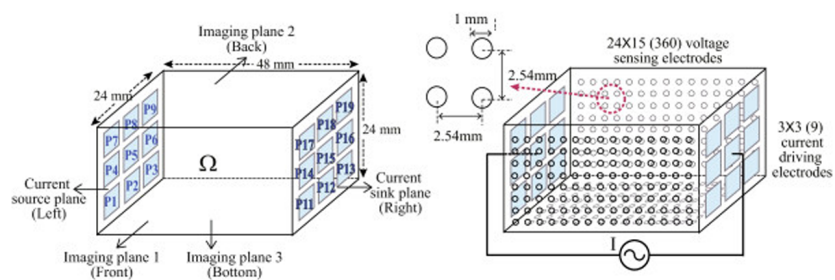 Imaging plane 2
(Back)
48 mm
24 mm
24 mm
P9
P8
P7
P6
P5
P4
P3
P2
P1
P19
P18
P17
P16
P15
P14
P13
P12
P11
Ω
Current
source plane
(Left)
Current
sink plane
(Right)
Imaging plane 1
(Front)
Imaging plane 3
(Bottom)
1 mm
2.54mm
2.54mm
24X15 (360) voltage
sensing electrodes
3X3 (9)
current
driving
electrodes
I